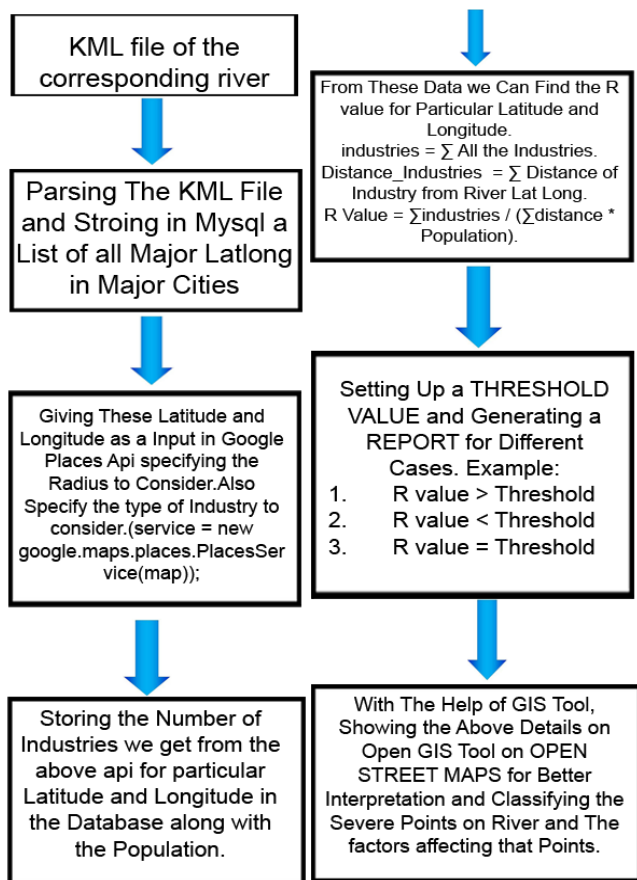 KML file of the
corresponding river
Parsing The KML File
and Stroing in Mysql a
List of all Major Latlong
in Major Cities
Giving These Latitude and
Longitude as a Input in Google
Places Api specifying the
Radius to Consider.Also
Specify the type of Industry to
consider.(service = new
google.maps.places.PlacesSer
vice(map));
Storing the Number of
Industries we get from the
above api for particular
Latitude and Longitude in
the Database along with
the Population.
From These Data we Can Find the R
value for Particular Latitude and
Longitude.
industries = ∑ All the Industries.
Distance_Industries = ∑ Distance of
Industry from River Lat Long.
R Value = ∑industries / (∑distance *
Population).
Setting Up a THRESHOLD
VALUE and Generating a
REPORT for Different
Cases. Example:
1. R value > Threshold
2. R value < Threshold
3. R value = Threshold
With The Help of GIS Tool,
Showing the Above Details on
Open GIS Tool on OPEN
STREET MAPS for Better
Interpretation and Classifying the
Severe Points on River and The
factors affecting that Points.